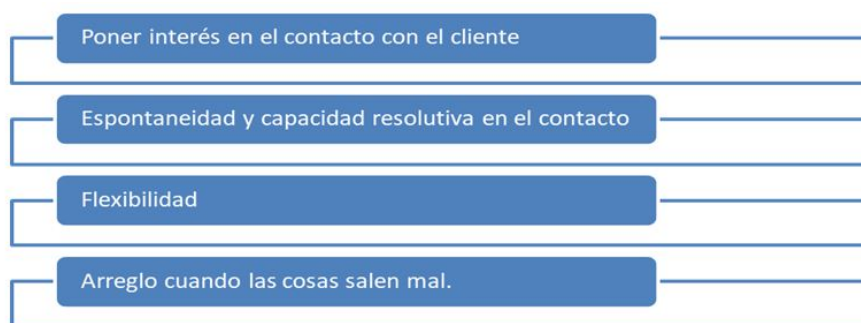 Poner interés en el contacto con el cliente
Espontaneidad y capacidad resolutiva en el contacto
Flexibilidad
Arreglo cuando las cosas salen mal.